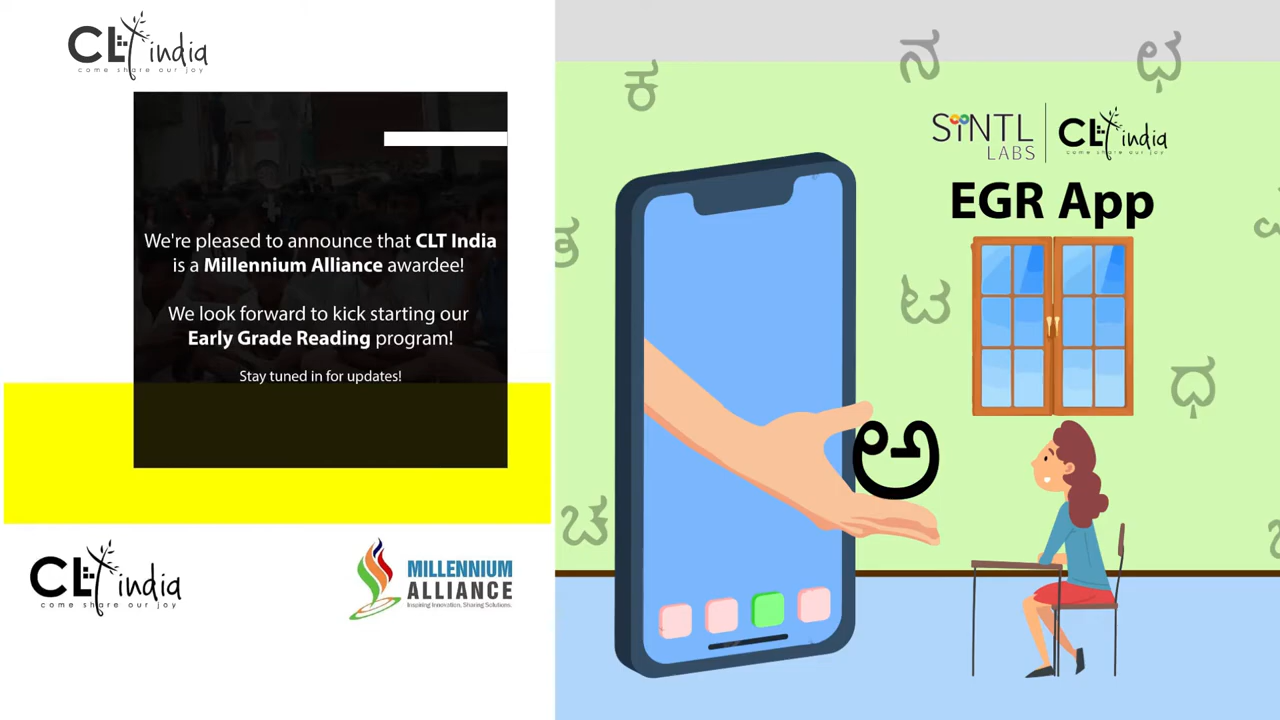 CLT india
come share our joy
We're pleased to announce that CLT India
is a Millennium Alliance awardee!
We look forward to kick starting our
Early Grade Reading program!
Stay tuned in for updates!
CLT india
come share our joy
MILLENNIUM
ALLIANCE
Inspiring Innovation, Sharing Solutions.
ಕ
ನ
ಛ
SiNTL
LABS
CLT india
come share our joy
EGR App
ತ
ಟ
ಧ
ಅ
ಚ